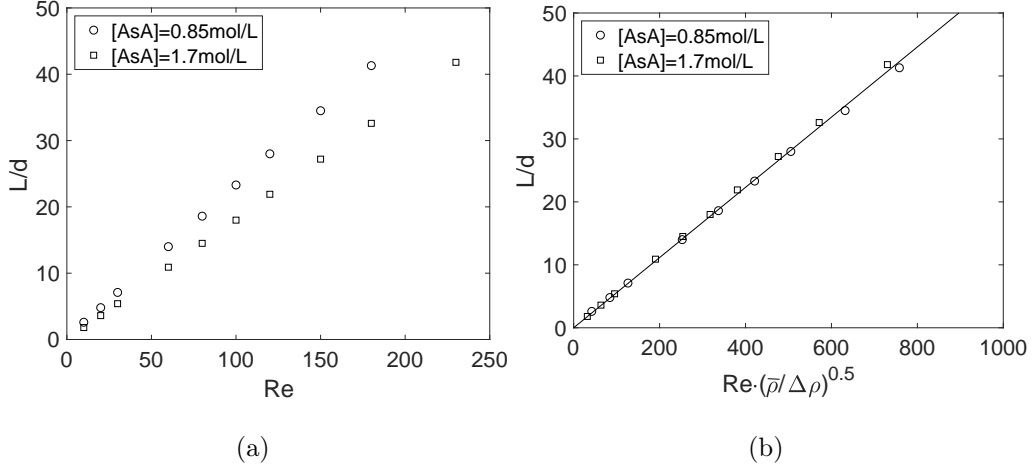 [AsA]=0.85mol/L
[AsA]=1.7mol/L
50
40
30
20
10
0
L/d
0 50 100 150 200 250
Re
(a)
[AsA]=0.85mol/L
[AsA]=1.7mol/L
50
40
30
20
10
0
L/d
0 200 400 600 800 1000
Re·(ρ̅/Δρ)^0.5
(b)